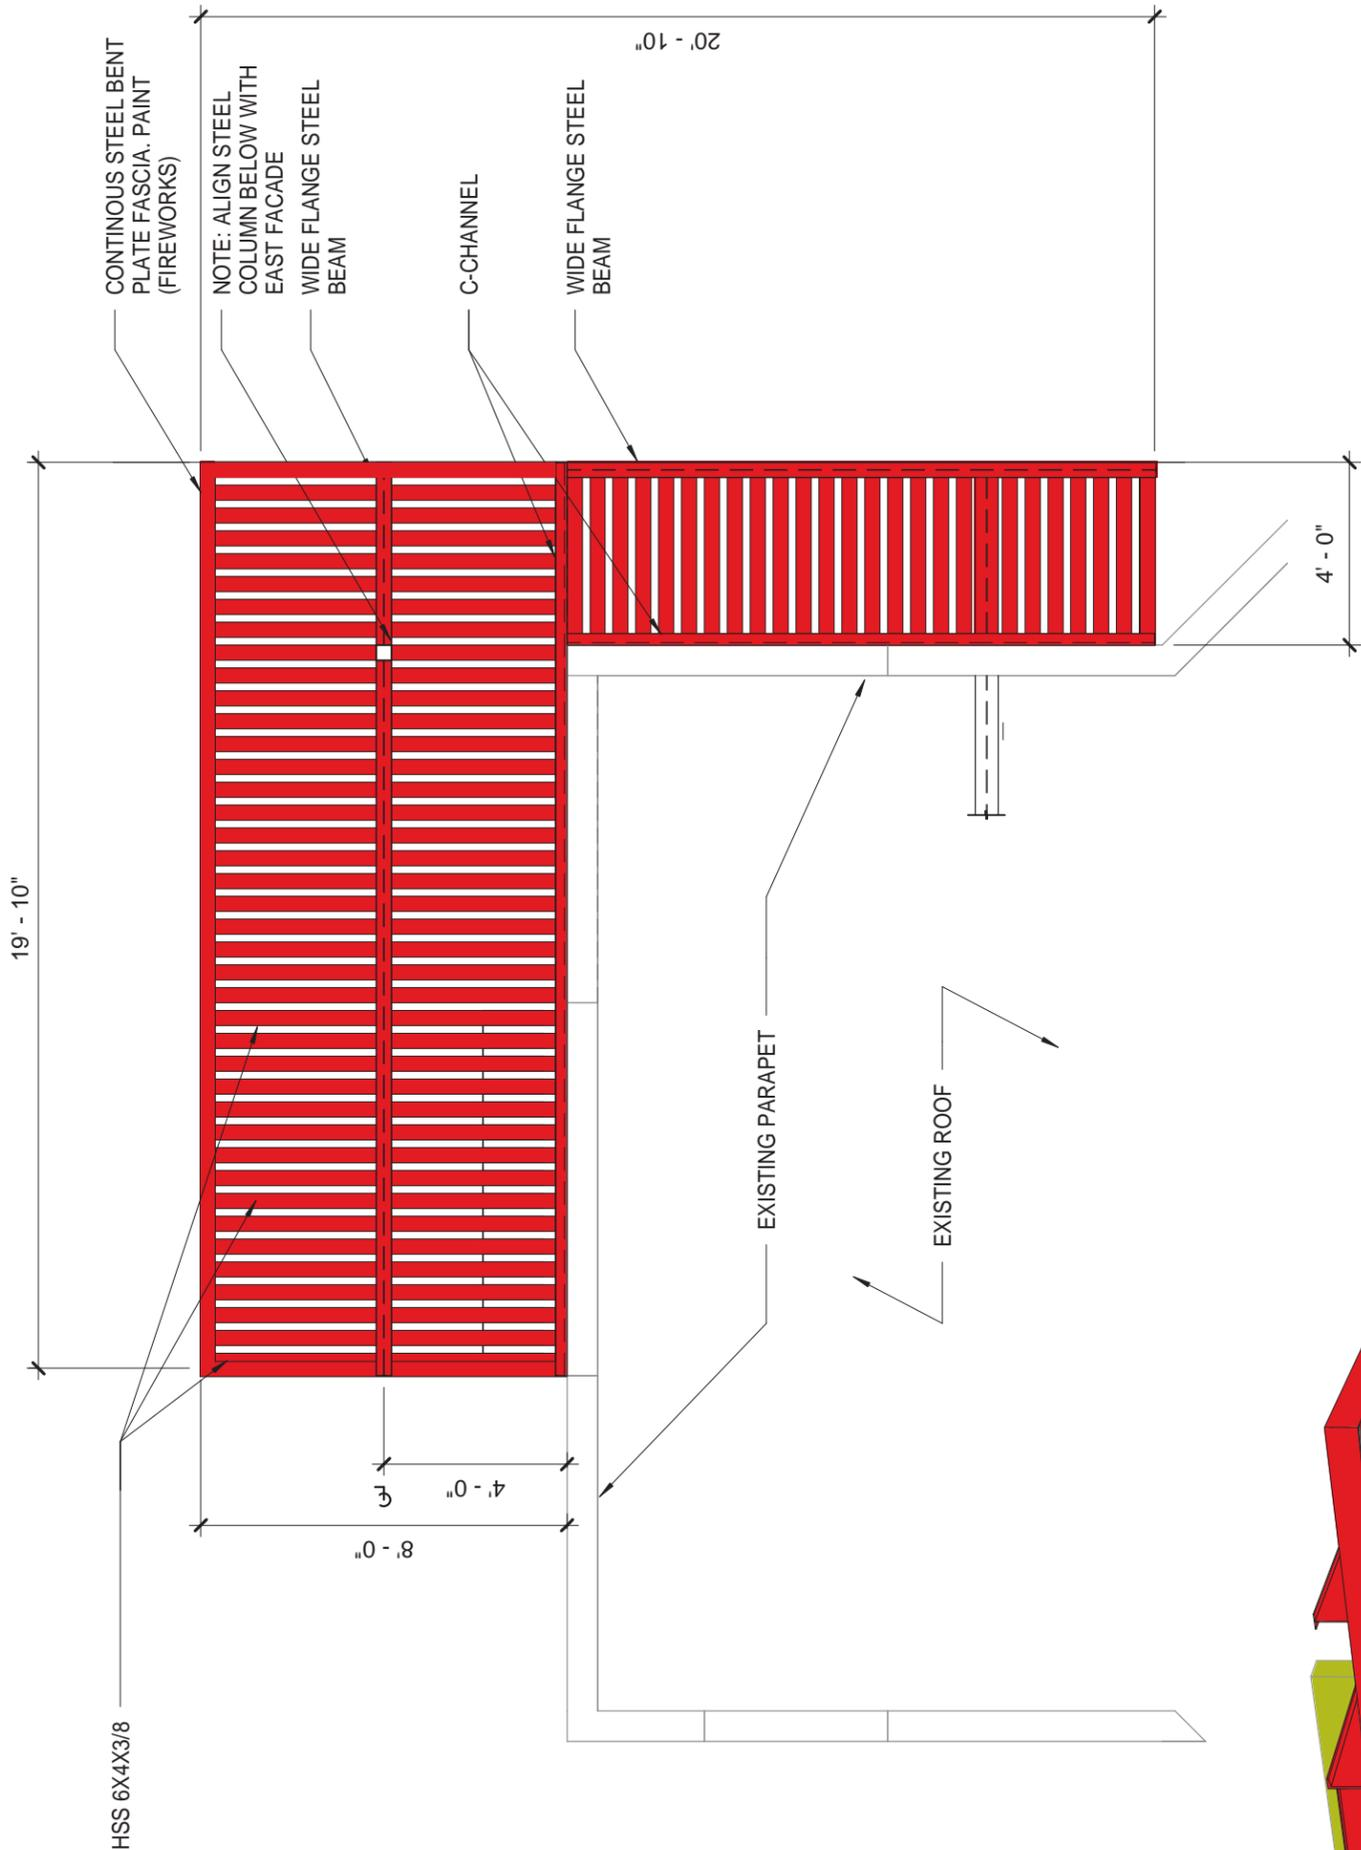 CONTINOUS STEEL BENT
PLATE FASCIA. PAINT
(FIREWORKS)
NOTE: ALIGN STEEL
COLUMN BELOW WITH
EAST FACADE
WIDE FLANGE STEEL
BEAM
C-CHANNEL
WIDE FLANGE STEEL
BEAM
20' - 10"
19' - 10"
4' - 0"
EXISTING PARAPET
EXISTING ROOF
℄
4' - 0"
8' - 0"
HSS 6X4X3/8